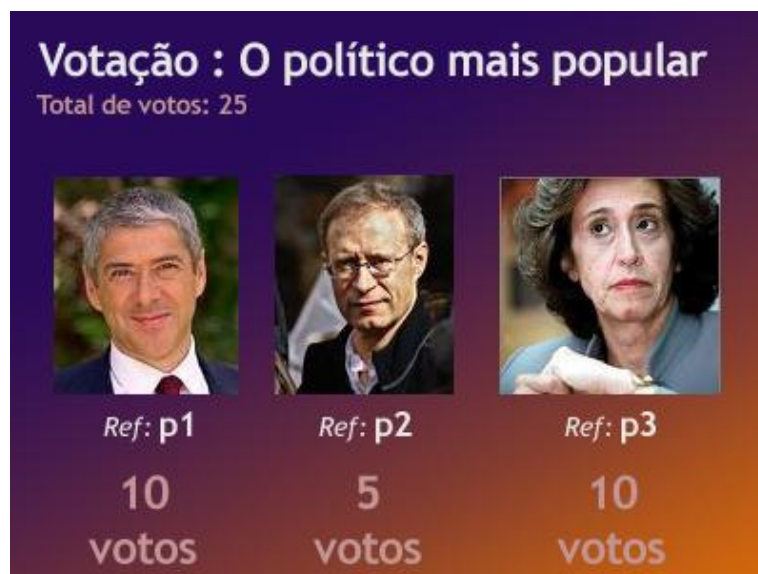 Votação : O político mais popular
Total de votos: 25
Ref: p1 Ref: p2 Ref: p3
10 5 10
votos votos votos